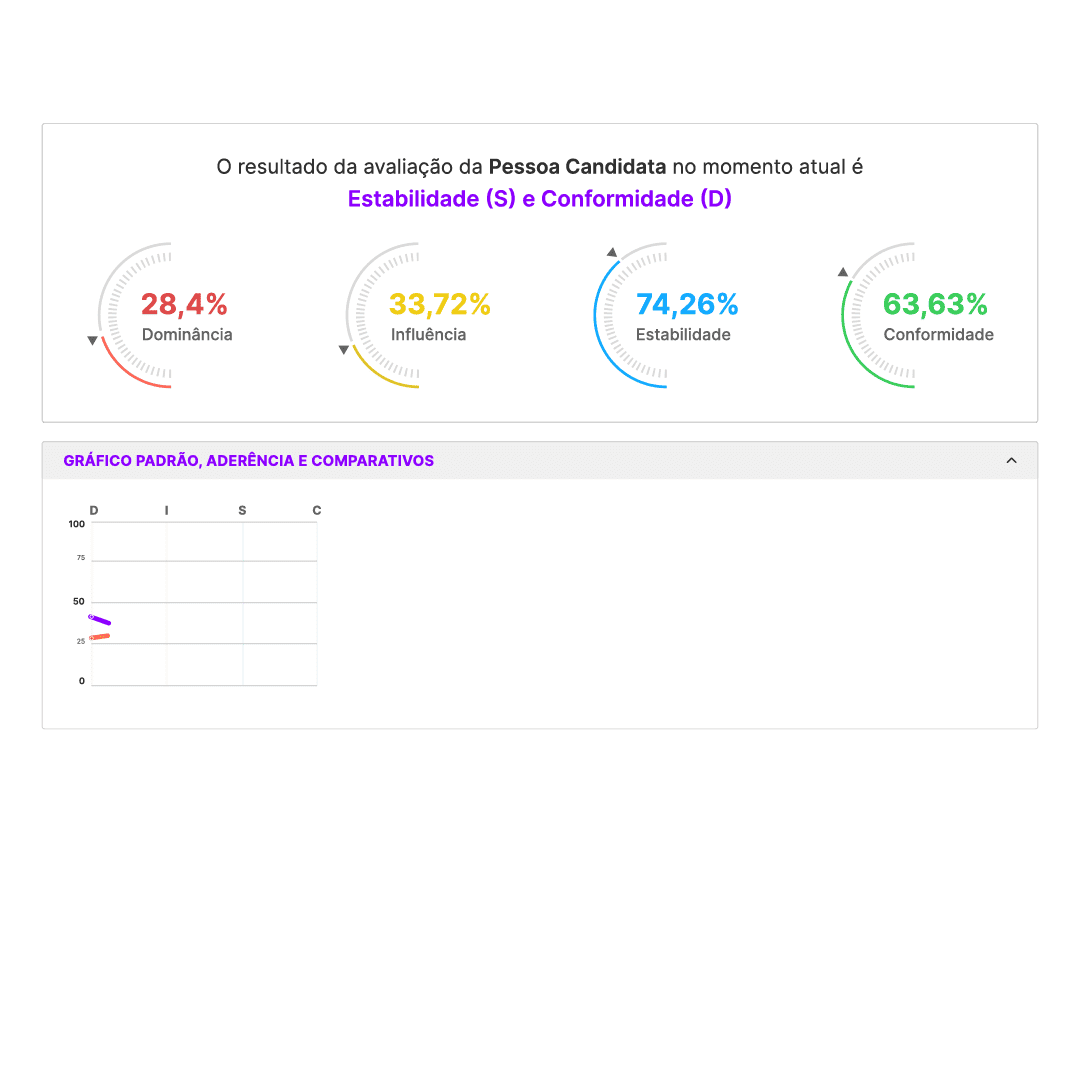 O resultado da avaliação da Pessoa Candidata no momento atual é
Estabilidade (S) e Conformidade (D)
28,4%
Dominância
33,72%
Influência
74,26%
Estabilidade
63,63%
Conformidade
GRÁFICO PADRÃO, ADERÊNCIA E COMPARATIVOS
D I S C
100
75
50
25
0